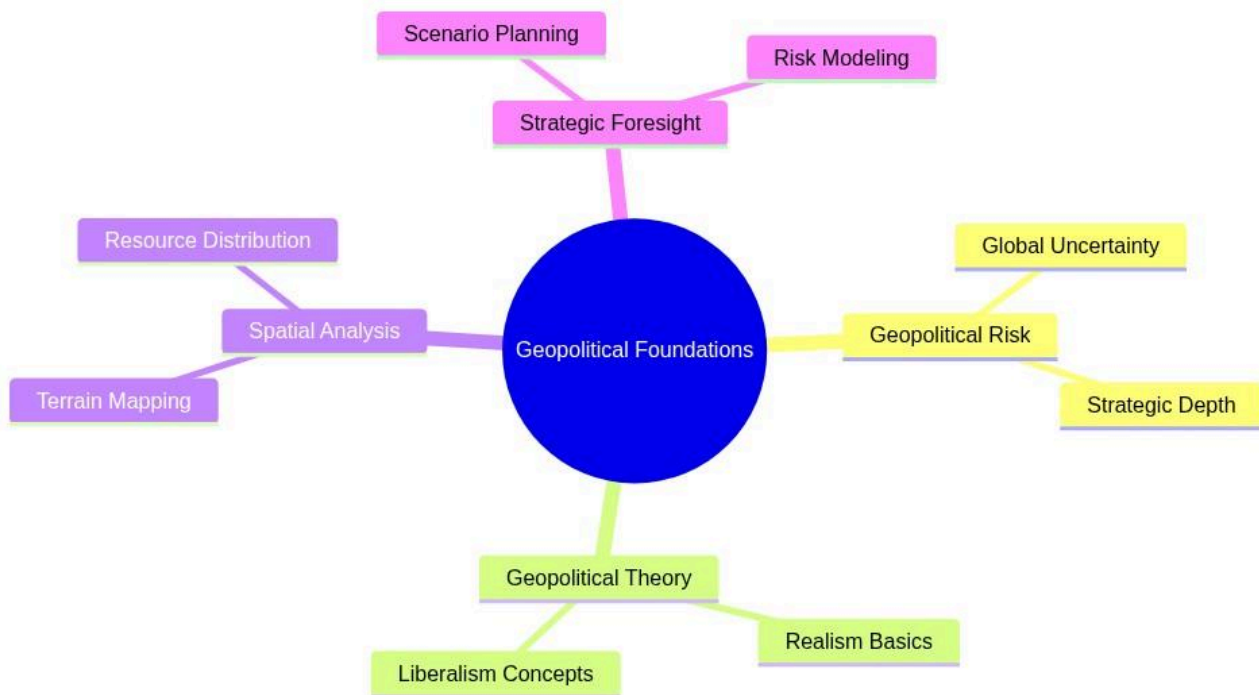 Scenario Planning
Risk Modeling
Strategic Foresight
Resource Distribution
Global Uncertainty
Spatial Analysis
Geopolitical Foundations
Geopolitical Risk
Terrain Mapping
Strategic Depth
Geopolitical Theory
Realism Basics
Liberalism Concepts